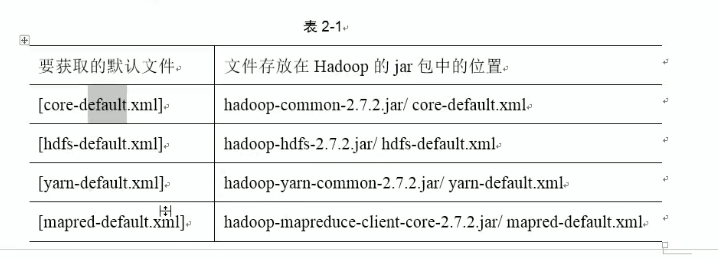 表 2-1
要获取的默认文件 文件存放在 Hadoop 的 jar 包中的位置
[core-default.xml] hadoop-common-2.7.2.jar/ core-default.xml
[hdfs-default.xml] hadoop-hdfs-2.7.2.jar/ hdfs-default.xml
[yarn-default.xml] hadoop-yarn-common-2.7.2.jar/ yarn-default.xml
[mapred-default.xml] hadoop-mapreduce-client-core-2.7.2.jar/ mapred-default.xml